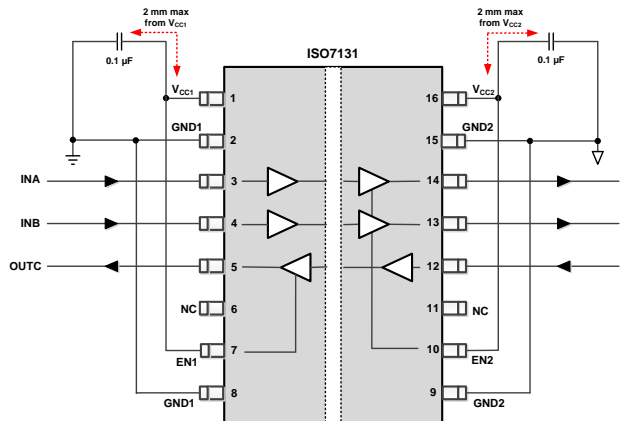 2 mm max
from VCC1
2 mm max
from VCC2
0.1 µF
0.1 µF
ISO7131
VCC1
1
16
VCC2
GND1
2
15
GND2
INA
3
14
INB
4
13
OUTC
5
12
NC
6
11
NC
EN1
7
10
EN2
GND1
8
9
GND2